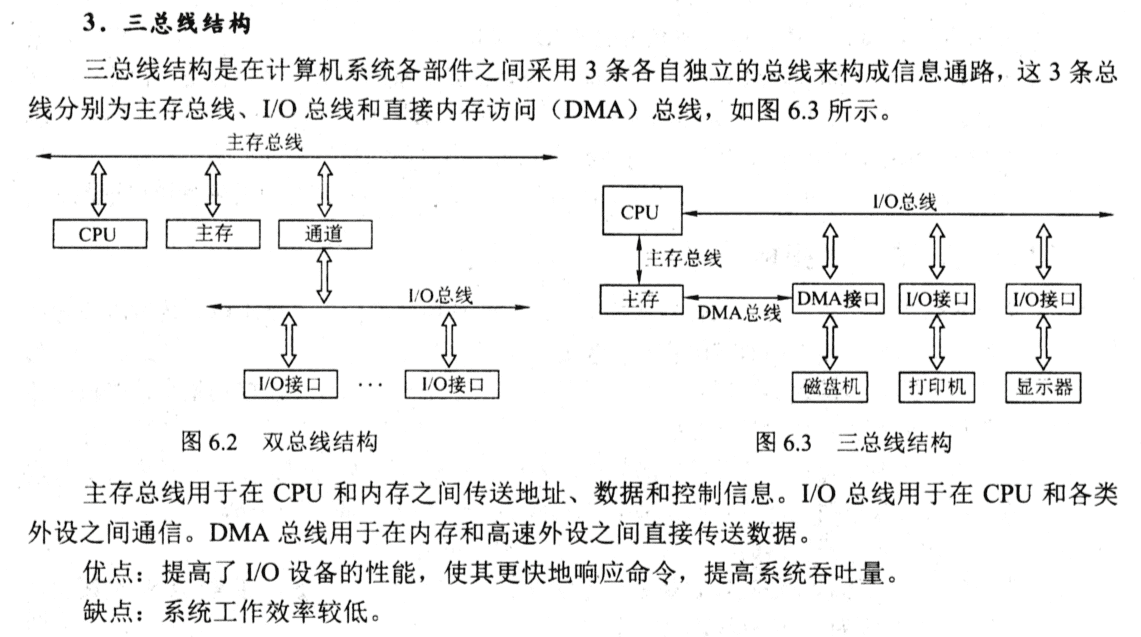 3．三总线结构
三总线结构是在计算机系统各部件之间采用 3 条各自独立的总线来构成信息通路，这 3 条总
线分别为主存总线、I/O 总线和直接内存访问（DMA）总线，如图 6.3 所示。
主存总线
CPU
主存
通道
I/O总线
I/O接口
···
I/O接口
图 6.2　双总线结构
CPU
I/O总线
主存总线
主存
DMA总线
DMA接口
I/O接口
I/O接口
磁盘机
打印机
显示器
图 6.3　三总线结构
主存总线用于在 CPU 和内存之间传送地址、数据和控制信息。I/O 总线用于在 CPU 和各类
外设之间通信。DMA 总线用于在内存和高速外设之间直接传送数据。
优点：提高了 I/O 设备的性能，使其更快地响应命令，提高系统吞吐量。
缺点：系统工作效率较低。